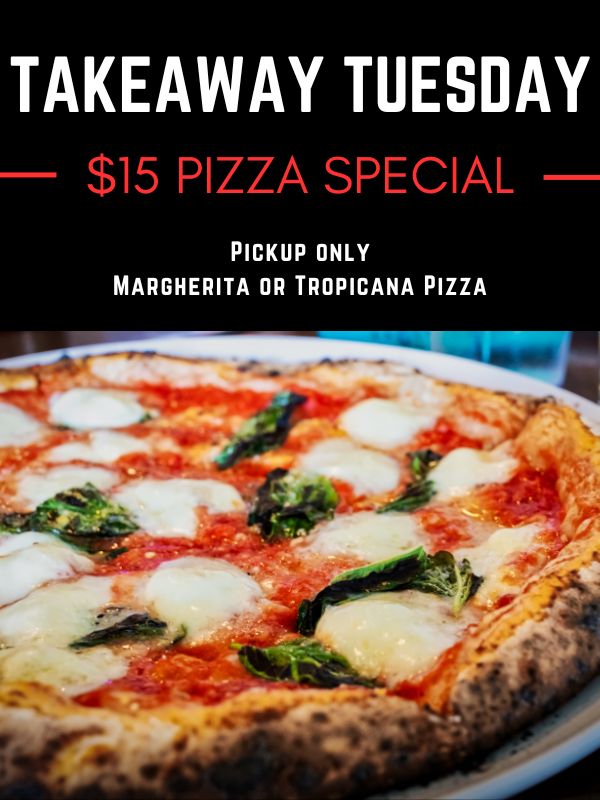 TAKEAWAY TUESDAY
$15 PIZZA SPECIAL
Pickup only
Margherita or Tropicana Pizza